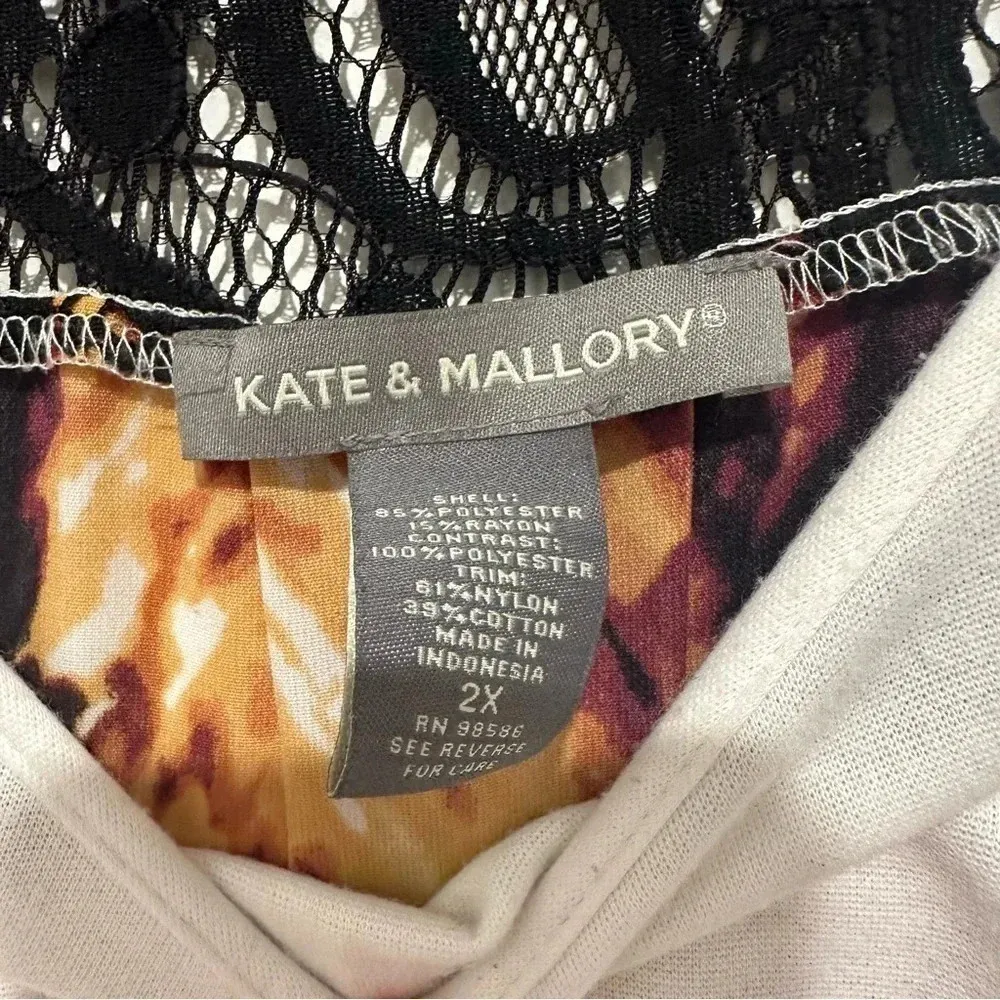 KATE & MALLORY®
SHELL:
85% POLYESTER
15% RAYON
CONTRAST:
100% POLYESTER
TRIM:
61% NYLON
39% COTTON
MADE IN
INDONESIA
2X
RN 98586
SEE REVERSE
FOR CARE